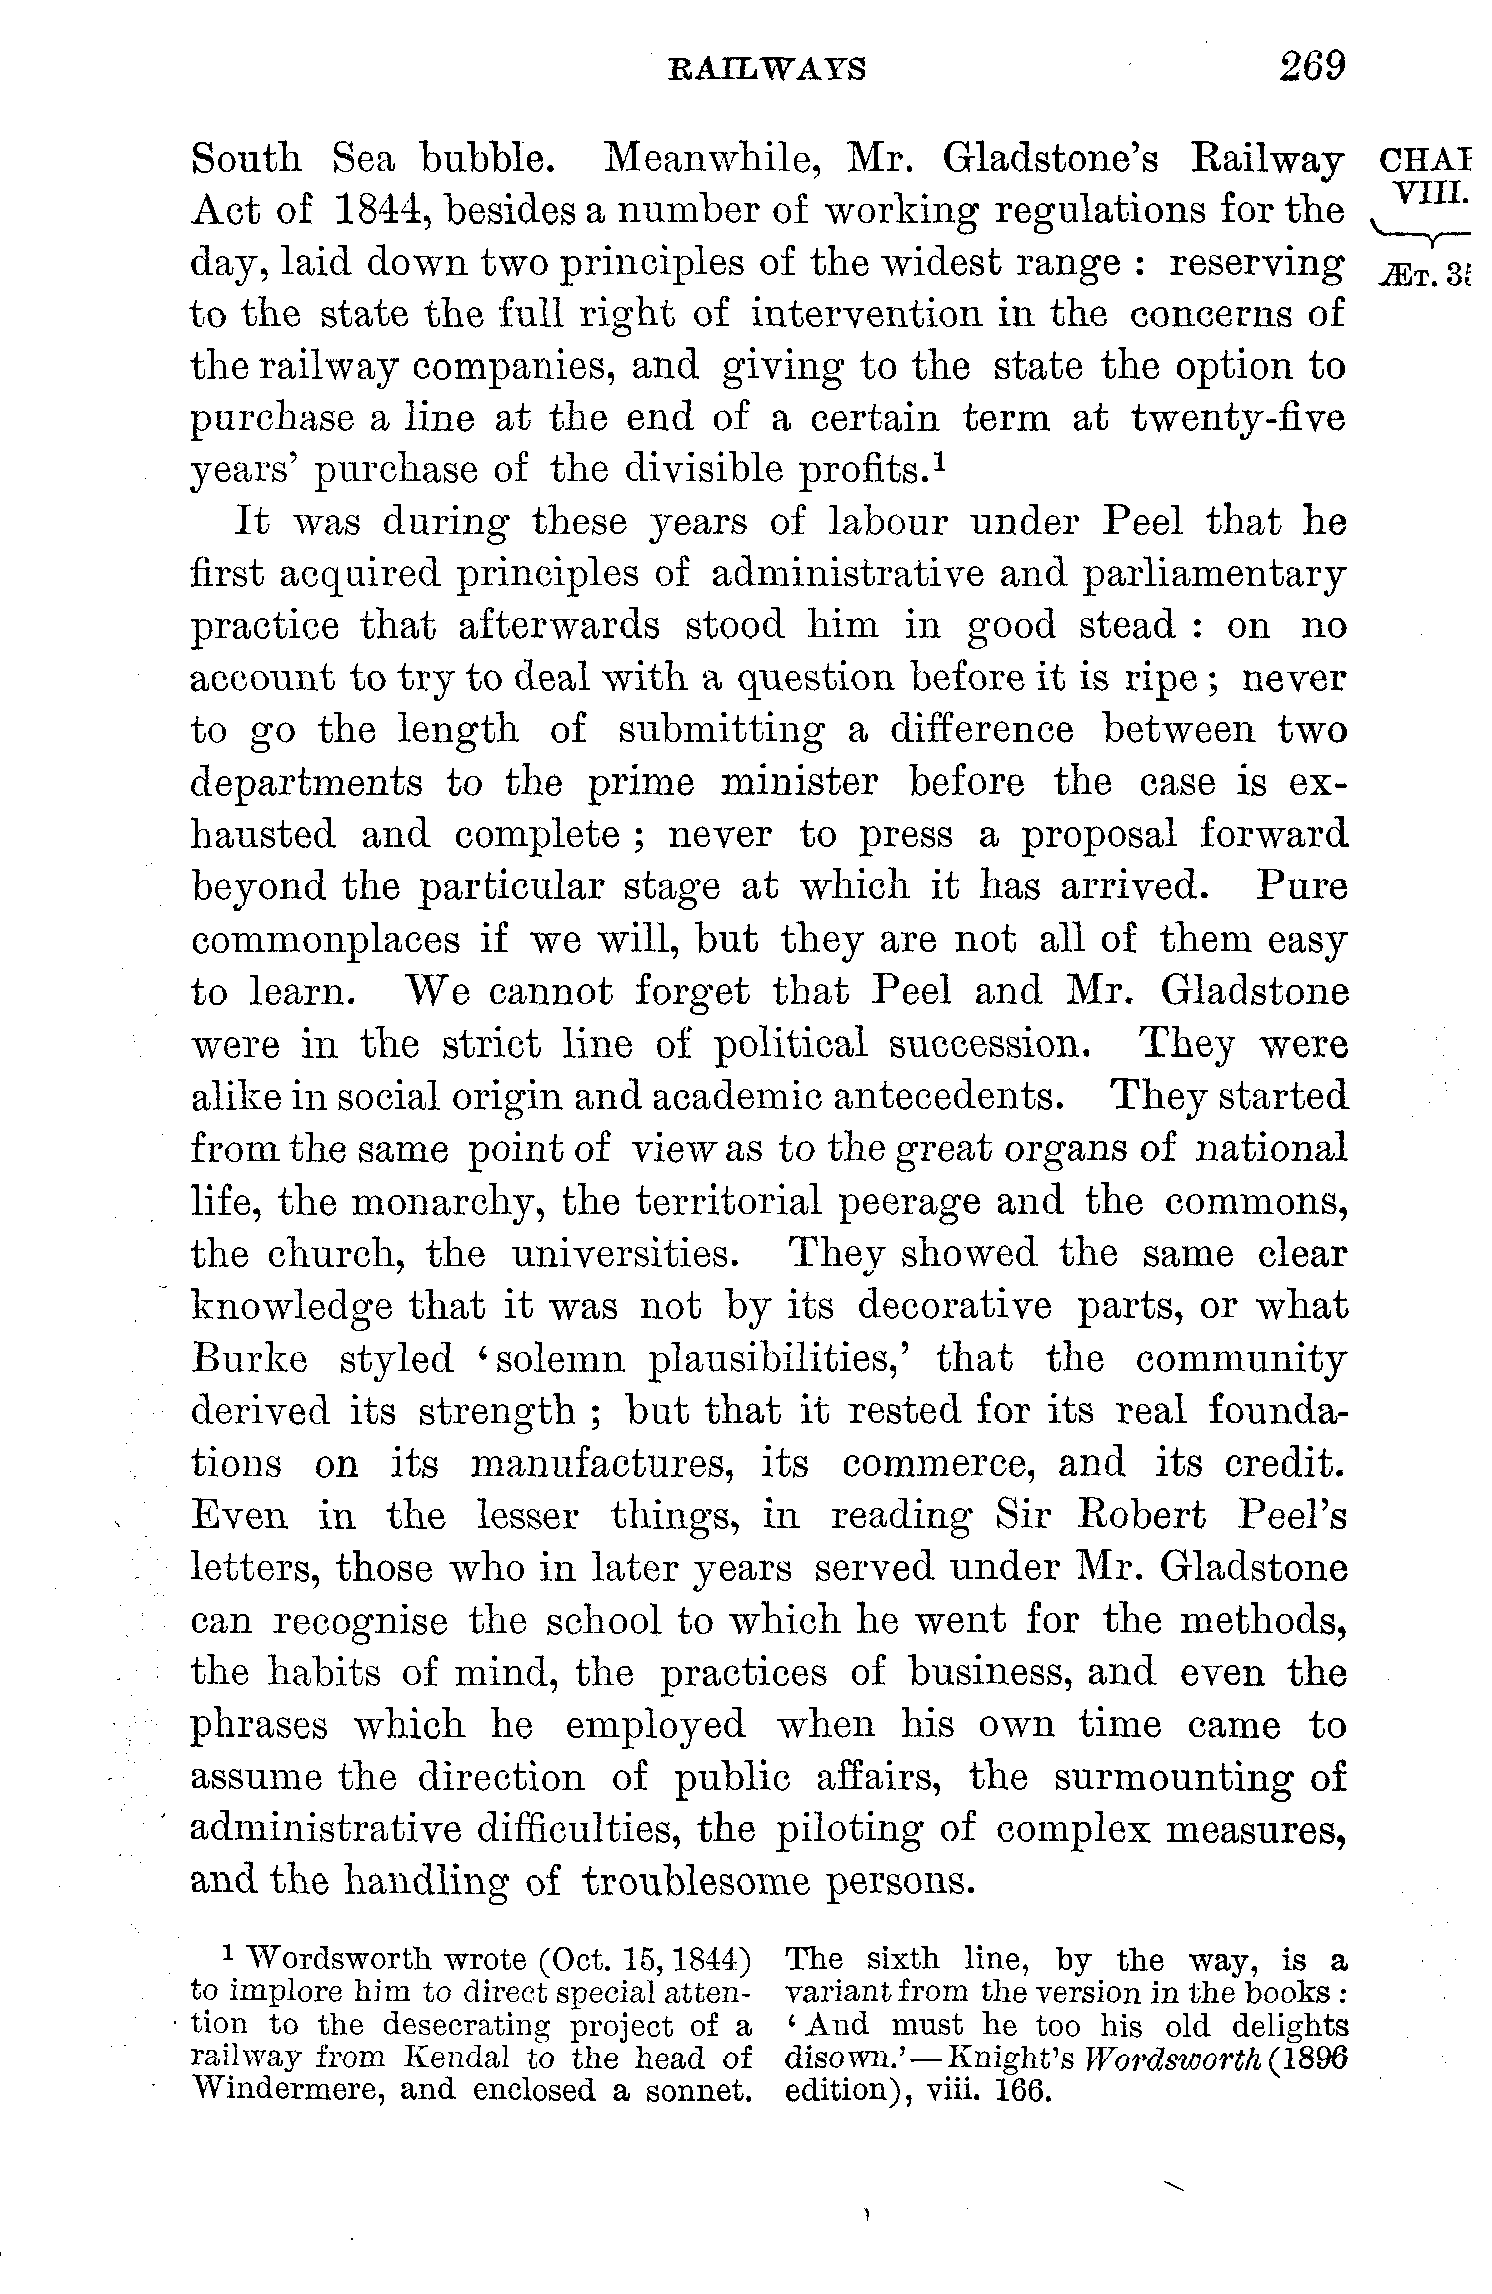 RAILWAYS 269
South Sea bubble. Meanwhile, Mr. Gladstone's Railway
Act of 1844, besides a number of working regulations for the
day, laid down two principles of the widest range : reserving
to the state the full right of intervention in the concerns of
the railway companies, and giving to the state the option to
purchase a line at the end of a certain term at twenty-five
years' purchase of the divisible profits.¹
It was during these years of labour under Peel that he
first acquired principles of administrative and parliamentary
practice that afterwards stood him in good stead : on no
account to try to deal with a question before it is ripe ; never
to go the length of submitting a difference between two
departments to the prime minister before the case is ex-
hausted and complete ; never to press a proposal forward
beyond the particular stage at which it has arrived. Pure
commonplaces if we will, but they are not all of them easy
to learn. We cannot forget that Peel and Mr. Gladstone
were in the strict line of political succession. They were
alike in social origin and academic antecedents. They started
from the same point of view as to the great organs of national
life, the monarchy, the territorial peerage and the commons,
the church, the universities. They showed the same clear
knowledge that it was not by its decorative parts, or what
Burke styled 'solemn plausibilities,' that the community
derived its strength ; but that it rested for its real founda-
tions on its manufactures, its commerce, and its credit.
Even in the lesser things, in reading Sir Robert Peel's
letters, those who in later years served under Mr. Gladstone
can recognise the school to which he went for the methods,
the habits of mind, the practices of business, and even the
phrases which he employed when his own time came to
assume the direction of public affairs, the surmounting of
administrative difficulties, the piloting of complex measures,
and the handling of troublesome persons.
CHAP
VIII.
ÆT. 35
¹ Wordsworth wrote (Oct. 15, 1844)
to implore him to direct special atten-
tion to the desecrating project of a
railway from Kendal to the head of
Windermere, and enclosed a sonnet.
The sixth line, by the way, is a
variant from the version in the books :
'And must he too his old delights
disown.'—Knight's Wordsworth (1896
edition), viii. 166.